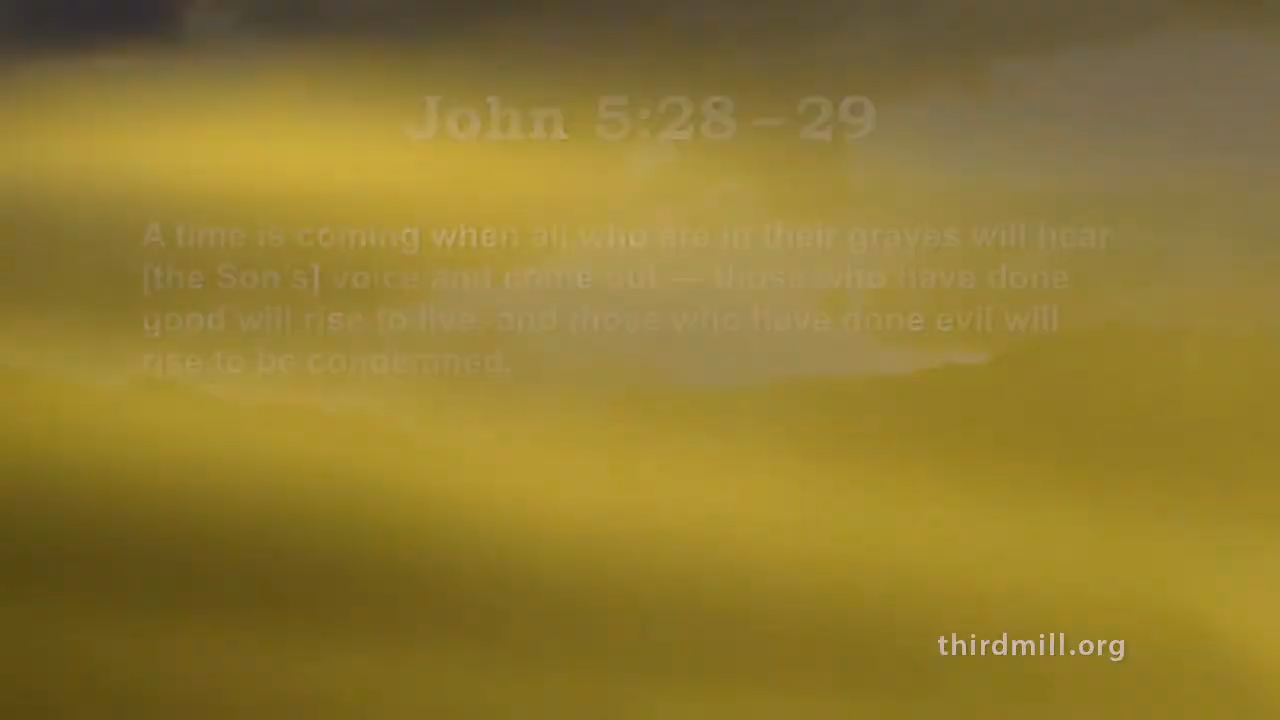 John 5:28–29
A time is coming when all who are in their graves will hear
[the Son's] voice and come out — those who have done
good will rise to live, and those who have done evil will
rise to be condemned.
thirdmill.org